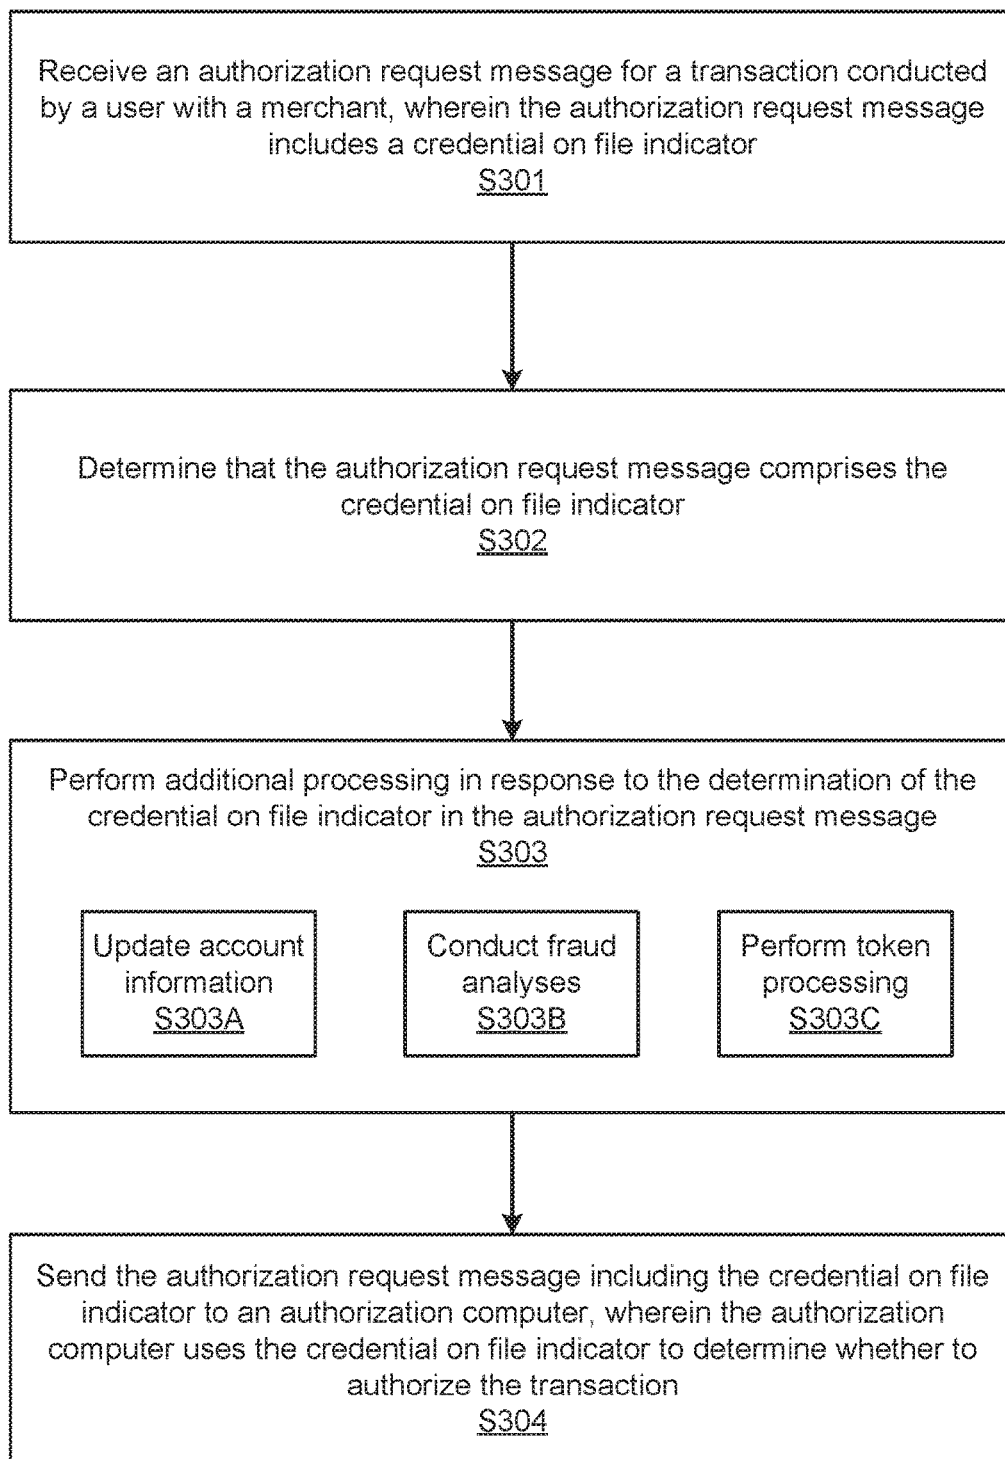 Receive an authorization request message for a transaction conducted
by a user with a merchant, wherein the authorization request message
includes a credential on file indicator
S301
Determine that the authorization request message comprises the
credential on file indicator
S302
Perform additional processing in response to the determination of the
credential on file indicator in the authorization request message
S303
Update account
information
S303A
Conduct fraud
analyses
S303B
Perform token
processing
S303C
Send the authorization request message including the credential on file
indicator to an authorization computer, wherein the authorization
computer uses the credential on file indicator to determine whether to
authorize the transaction
S304